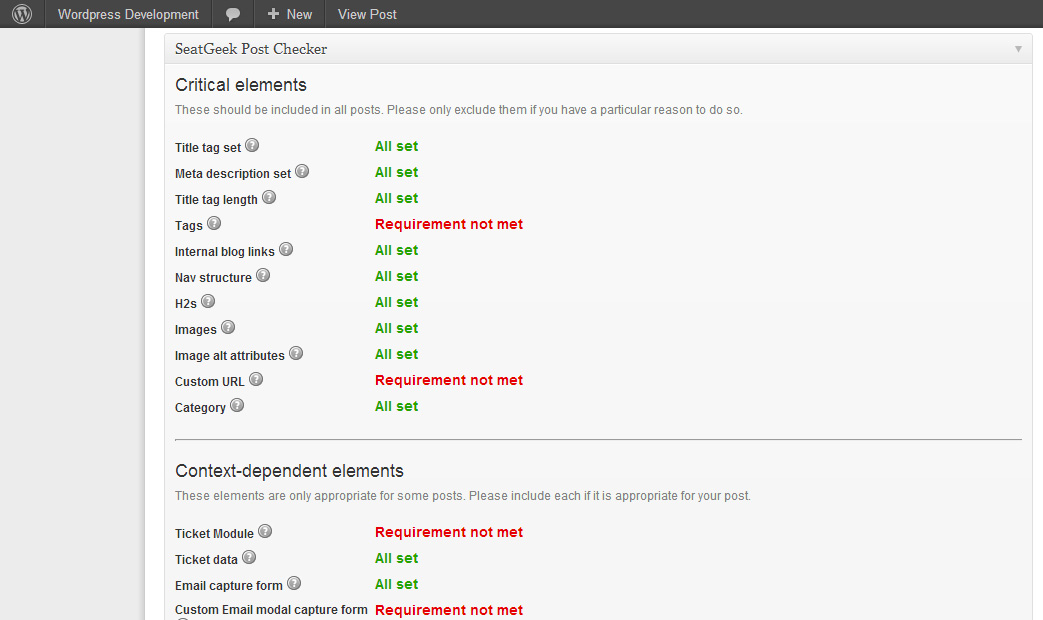 Wordpress Development + New View Post
SeatGeek Post Checker
Critical elements
These should be included in all posts. Please only exclude them if you have a particular reason to do so.
Title tag set ? All set
Meta description set ? All set
Title tag length ? All set
Tags ? Requirement not met
Internal blog links ? All set
Nav structure ? All set
H2s ? All set
Images ? All set
Image alt attributes ? All set
Custom URL ? Requirement not met
Category ? All set
Context-dependent elements
These elements are only appropriate for some posts. Please include each if it is appropriate for your post.
Ticket Module ? Requirement not met
Ticket data ? All set
Email capture form ? All set
Custom Email modal capture form Requirement not met